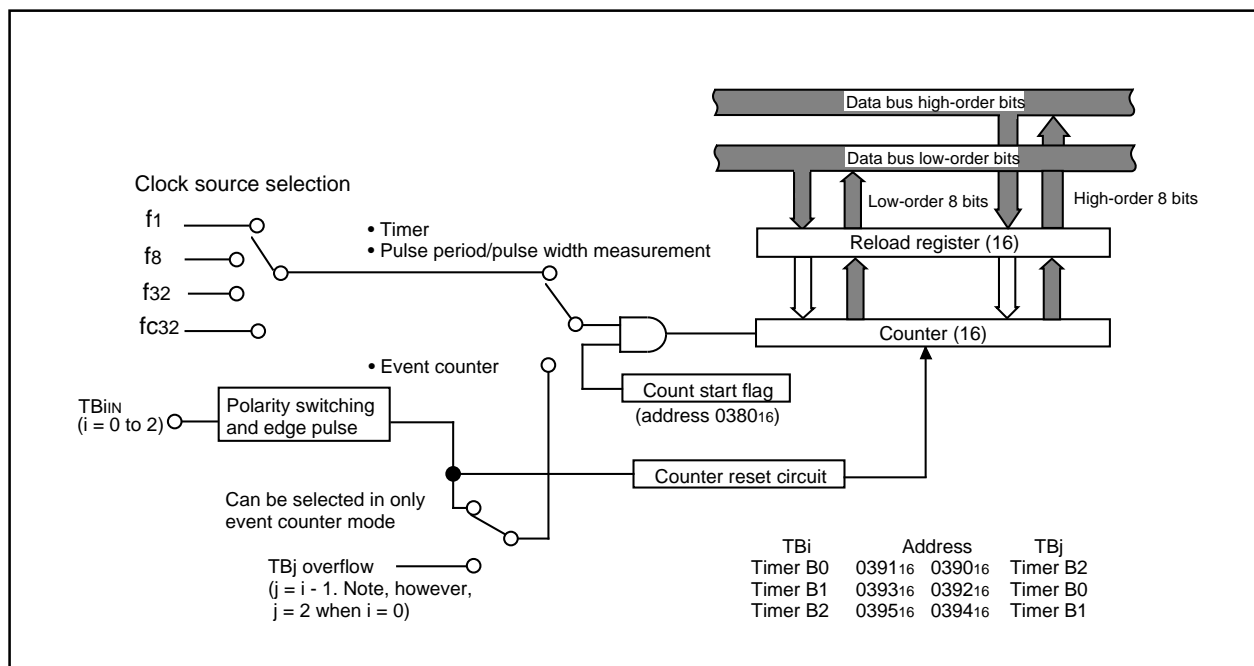 Data bus high-order bits
Data bus low-order bits
Clock source selection
Low-order 8 bits
High-order 8 bits
f1
• Timer
• Pulse period/pulse width measurement
Reload register (16)
f8
f32
fC32
Counter (16)
• Event counter
Count start flag
(address 038016)
TBiIN
(i = 0 to 2)
Polarity switching
and edge pulse
Counter reset circuit
Can be selected in only
event counter mode
TBj overflow
(j = i - 1. Note, however,
j = 2 when i = 0)
TBi Address TBj
Timer B0 039116 039016 Timer B2
Timer B1 039316 039216 Timer B0
Timer B2 039516 039416 Timer B1